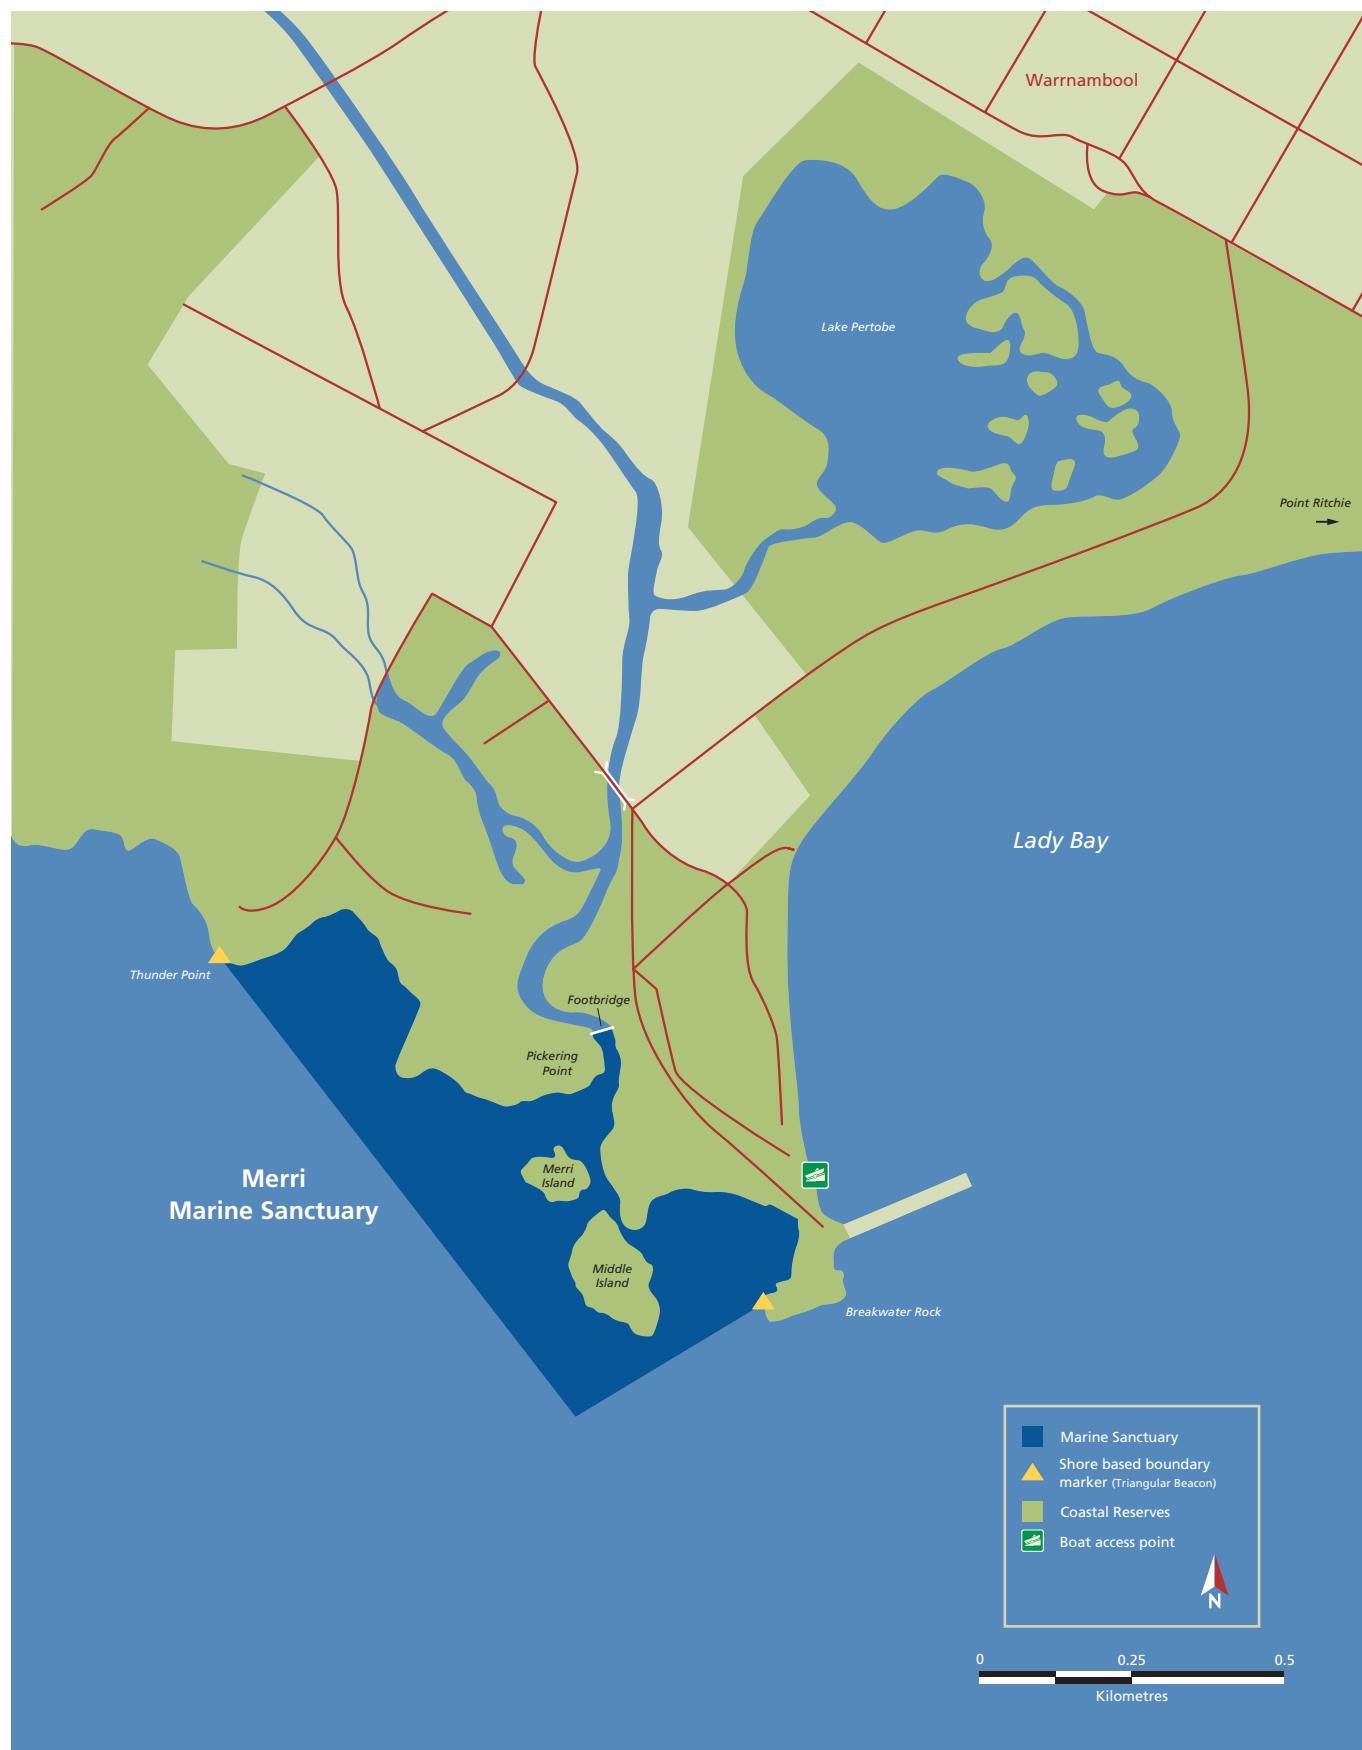 Warrnambool
Lake Pertobe
Point Ritchie
Lady Bay
Thunder Point
Footbridge
Pickering
Point
Merri
Island
Merri
Marine Sanctuary
Middle
Island
Breakwater Rock
Marine Sanctuary
Shore based boundary
marker (Triangular Beacon)
Coastal Reserves
Boat access point
N
0 0.25 0.5
Kilometres